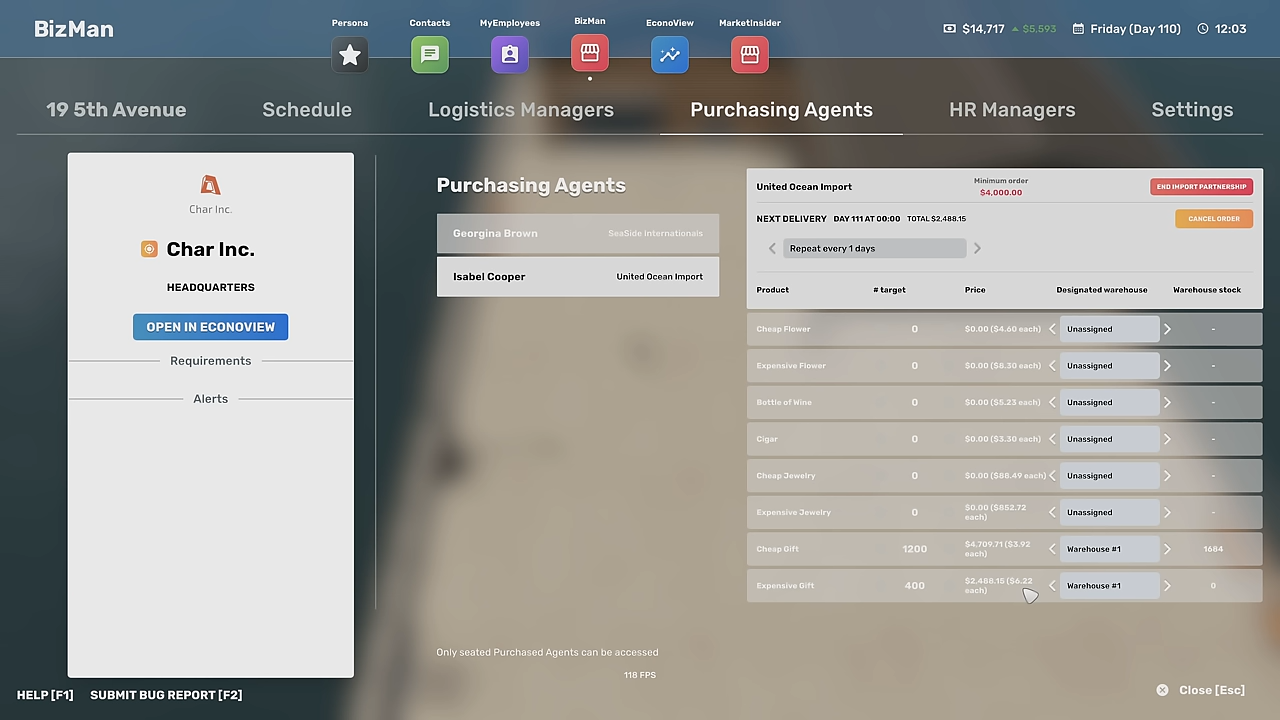 BizMan
Persona
Contacts
MyEmployees
BizMan
EconoView
MarketInsider
$14,717
$5,593
Friday (Day 110)
12:03
19 5th Avenue
Schedule
Logistics Managers
Purchasing Agents
HR Managers
Settings
Char Inc.
Char Inc.
HEADQUARTERS
OPEN IN ECONOVIEW
Requirements
Alerts
Purchasing Agents
Georgina Brown SeaSide Internationals
Isabel Cooper United Ocean Import
United Ocean Import
Minimum order
$4,000.00
END IMPORT PARTNERSHIP
NEXT DELIVERY DAY 111 AT 00:00 TOTAL $2,488.15
CANCEL ORDER
Repeat every 1 days
Product # target Price Designated warehouse Warehouse stock
Cheap Flower 0 $0.00 ($4.60 each) Unassigned -
Expensive Flower 0 $0.00 ($6.30 each) Unassigned -
Bottle of Wine 0 $0.00 ($5.23 each) Unassigned -
Cigar 0 $0.00 ($3.30 each) Unassigned -
Cheap Jewelry 0 $0.00 ($88.49 each) Unassigned -
Expensive Jewelry 0 $0.00 ($852.72
each) Unassigned -
Cheap Gift 1200 $4,709.71 ($3.92
each) Warehouse #1 1684
Expensive Gift 400 $2,488.15 ($6.22
each) Warehouse #1 0
Only seated Purchased Agents can be accessed
118 FPS
HELP [F1] SUBMIT BUG REPORT [F2]
Close [Esc]